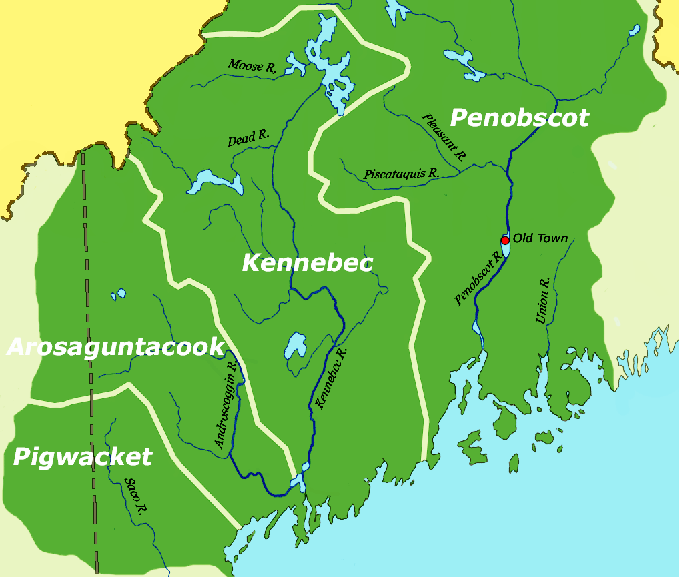 Moose R.
Penobscot
Dead R.
Pleasant R.
Piscataquis R.
Old Town
Kennebec
Penobscot R.
Union R.
Arosaguntacook
Androscoggin R.
Kennebec R.
Pigwacket
Saco R.